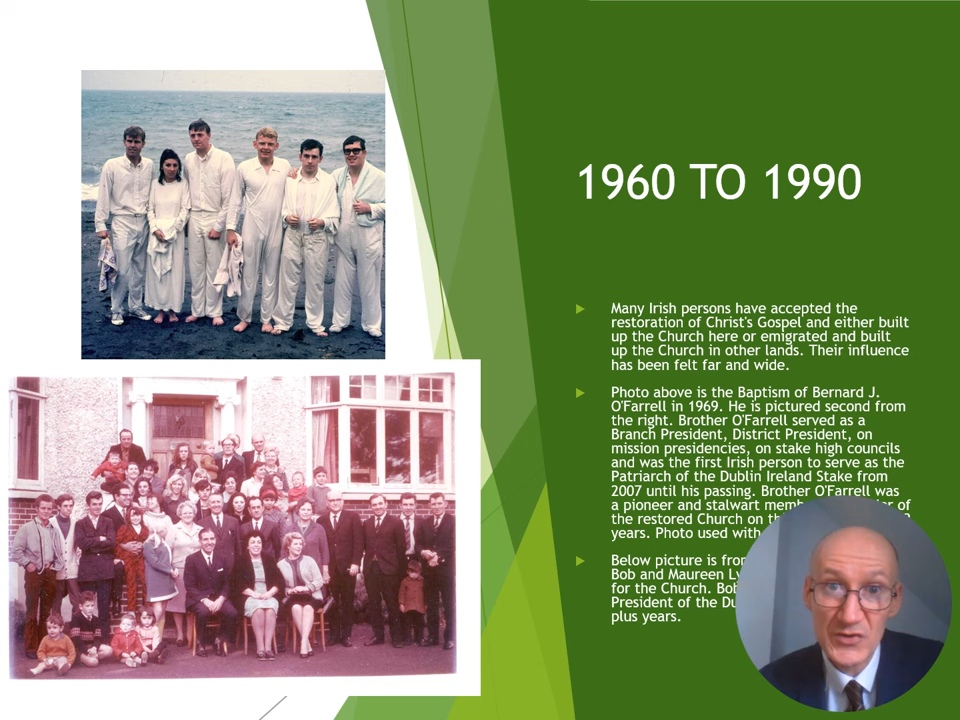 1960 TO 1990
Many Irish persons have accepted the
restoration of Christ's Gospel and either built
up the Church here or emigrated and built
up the Church in other lands. Their influence
has been felt far and wide.
Photo above is the Baptism of Bernard J.
O'Farrell in 1969. He is pictured second from
the right. Brother O'Farrell served as a
Branch President, District President, on
mission presidencies, on stake high councils
and was the first Irish person to serve as the
Patriarch of the Dublin Ireland Stake from
2007 until his passing. Brother O'Farrell was
a pioneer and stalwart of
the restored Church on
years. Photo used with
Below picture is from
Bob and Maureen
for the Church.
President of the
plus years.